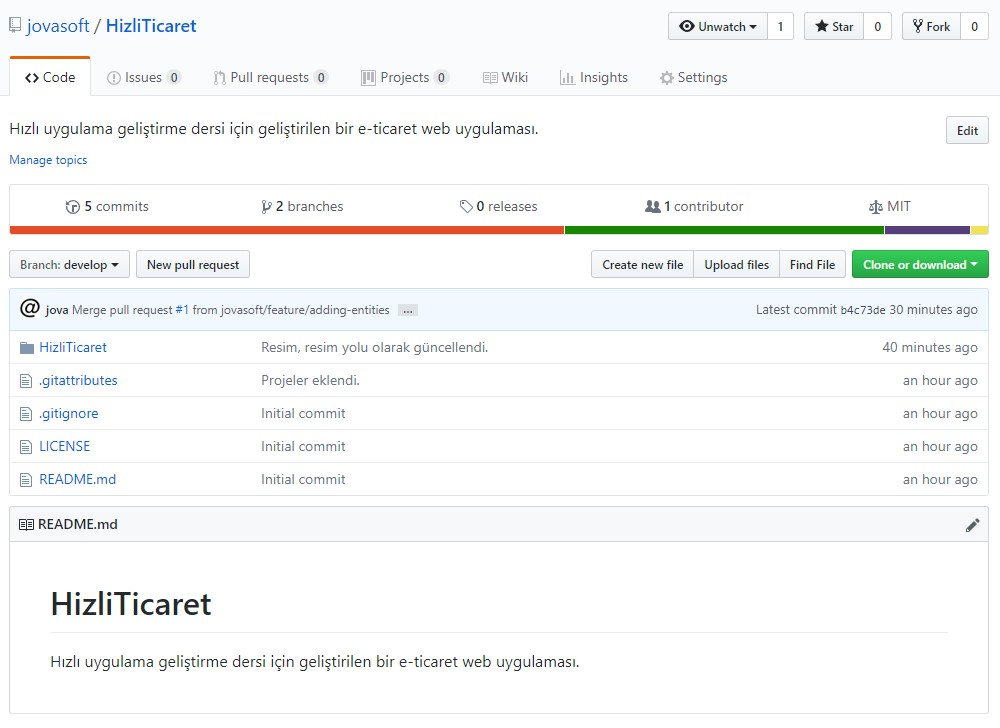 jovasoft / HizliTicaret
Unwatch 1 Star 0 Fork 0
Code Issues 0 Pull requests 0 Projects 0 Wiki Insights Settings
Hızlı uygulama geliştirme dersi için geliştirilen bir e-ticaret web uygulaması.
Edit
Manage topics
5 commits 2 branches 0 releases 1 contributor MIT
Branch: develop New pull request Create new file Upload files Find File Clone or download
@ jova Merge pull request #1 from jovasoft/feature/adding-entities ... Latest commit b4c73de 30 minutes ago
HizliTicaret Resim, resim yolu olarak güncellendi. 40 minutes ago
.gitattributes Projeler eklendi. an hour ago
.gitignore Initial commit an hour ago
LICENSE Initial commit an hour ago
README.md Initial commit an hour ago
README.md
HizliTicaret
Hızlı uygulama geliştirme dersi için geliştirilen bir e-ticaret web uygulaması.